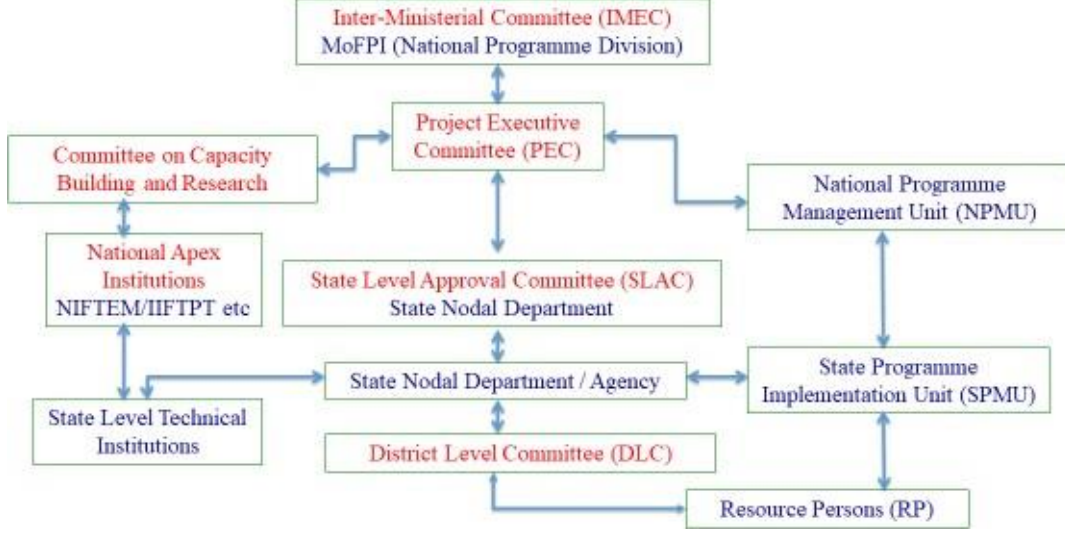 Inter-Ministerial Committee (IMEC)
MoFPI (National Programme Division)
Project Executive
Committee (PEC)
Committee on Capacity
Building and Research
National Programme
Management Unit (NPMU)
National Apex
Institutions
NIFTEM/IIFTPT etc
State Level Approval Committee (SLAC)
State Nodal Department
State Nodal Department / Agency
State Programme
Implementation Unit (SPMU)
State Level Technical
Institutions
District Level Committee (DLC)
Resource Persons (RP)